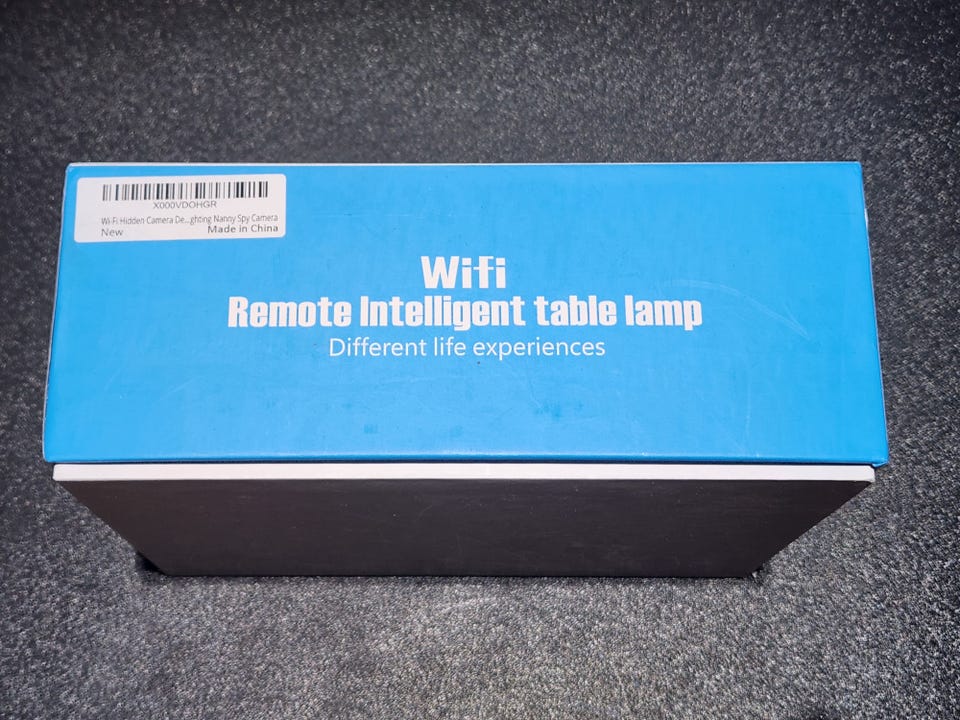 X000VDOHGR
Wi-Fi Hidden Camera De...ghting Nanny Spy Camera
New Made in China
Wifi
Remote Intelligent table lamp
Different life experiences